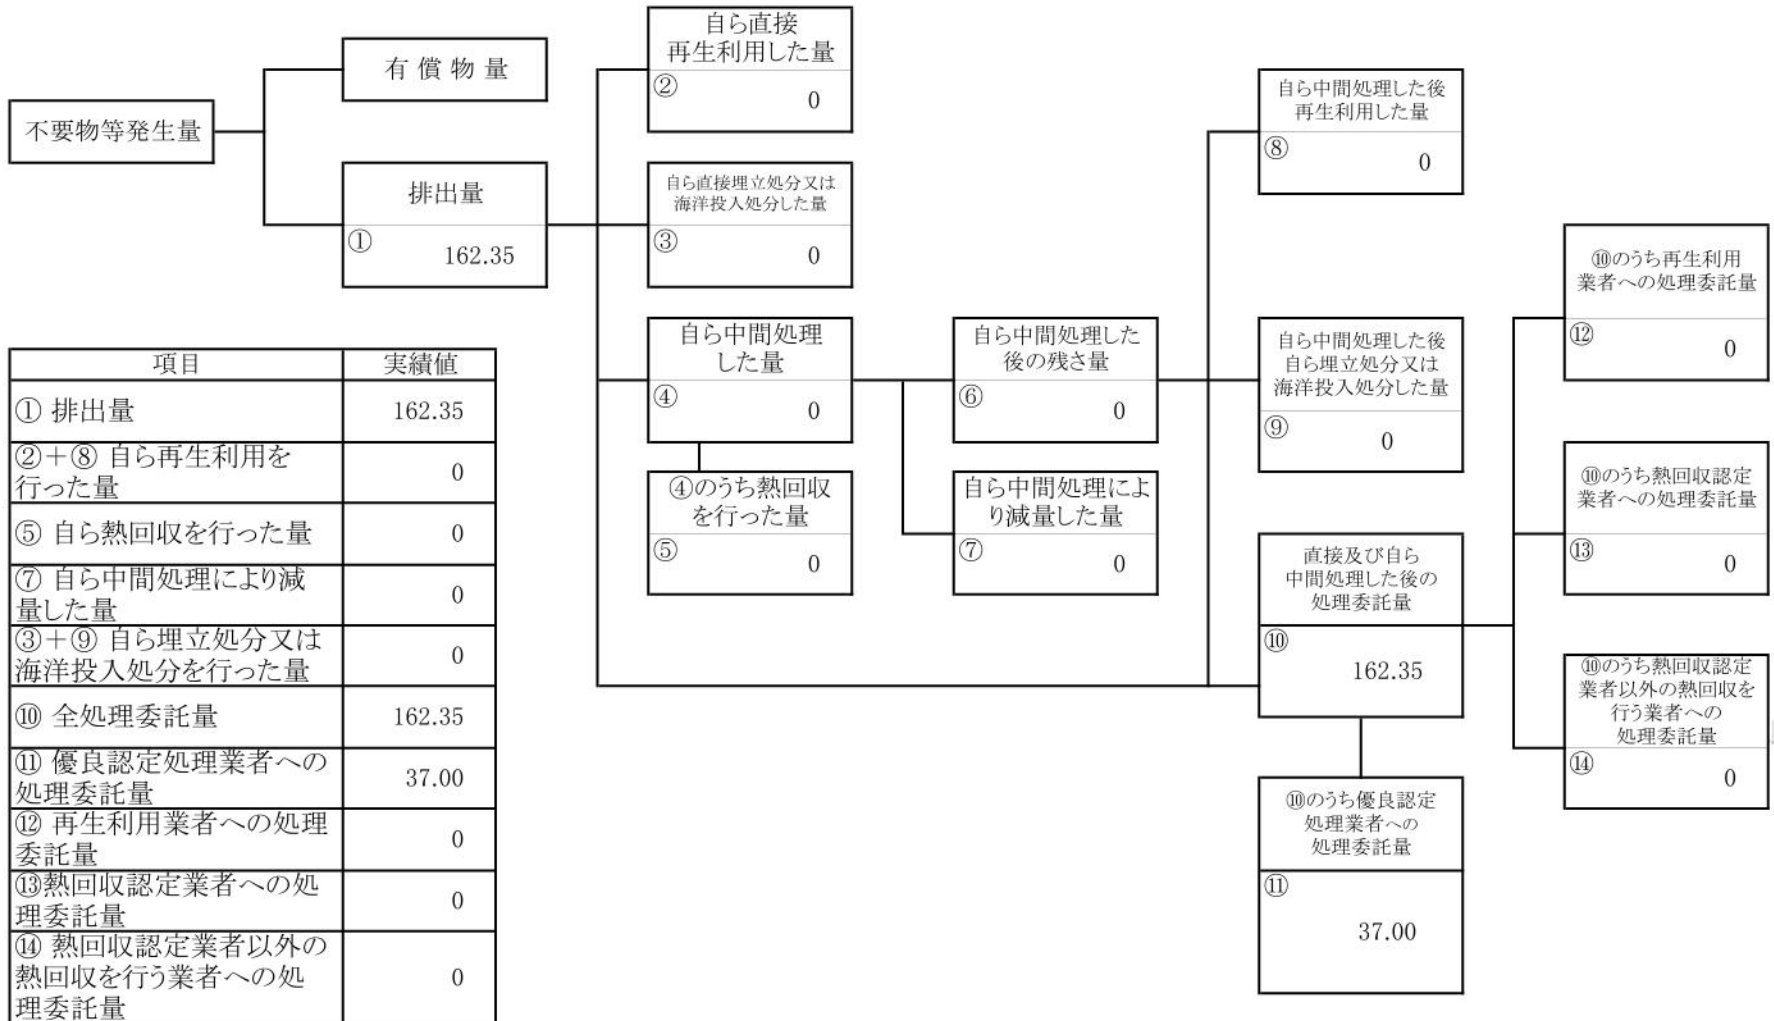 不要物等発生量
有償物量
排出量
①
162.35
自ら直接
再生利用した量
②
0
自ら直接埋立処分又は
海洋投入処分した量
③
0
自ら中間処理
した量
④
0
④のうち熱回収
を行った量
⑤
0
自ら中間処理した
後の残さ量
⑥
0
自ら中間処理によ
り減量した量
⑦
0
自ら中間処理した後
再生利用した量
⑧
0
自ら中間処理した後
自ら埋立処分又は
海洋投入処分した量
⑨
0
直接及び自ら
中間処理した後の
処理委託量
⑩
162.35
⑩のうち優良認定
処理業者への
処理委託量
⑪
37.00
⑩のうち再生利用
業者への処理委託量
⑫
0
⑩のうち熱回収認定
業者への処理委託量
⑬
0
⑩のうち熱回収認定
業者以外の熱回収を
行う業者への
処理委託量
⑭
0
項目 実績値
① 排出量 162.35
②＋⑧ 自ら再生利用を
行った量 0
⑤ 自ら熱回収を行った量 0
⑦ 自ら中間処理により減
量した量 0
③＋⑨ 自ら埋立処分又は
海洋投入処分を行った量 0
⑩ 全処理委託量 162.35
⑪ 優良認定処理業者への
処理委託量 37.00
⑫ 再生利用業者への処理
委託量 0
⑬熱回収認定業者への処
理委託量 0
⑭ 熱回収認定業者以外の
熱回収を行う業者への処 0
理委託量